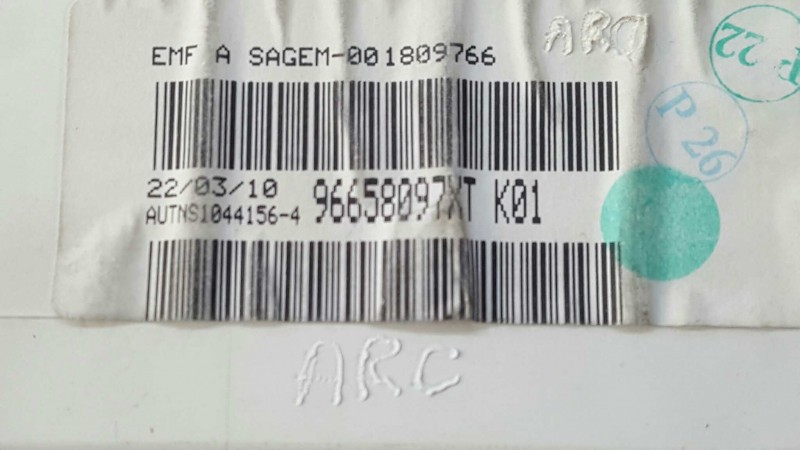 EMF A SAGEM-001809766
ARC
F 22
P 26
22/03/10 96658097XT K01
AUTNS1044156-4
ARC